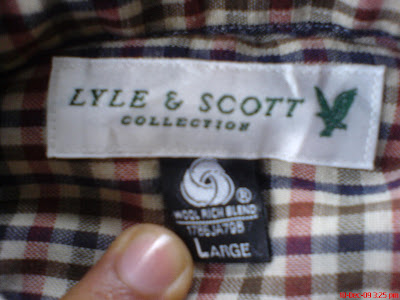 LYLE & SCOTT
COLLECTION
®
WOOL RICH BLEND
LARGE